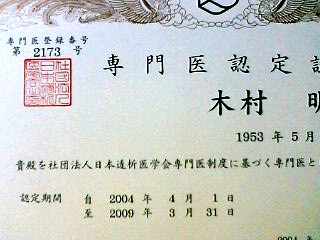 専門医登録番号
第 2173 号
専門医認定
木村
1953 年 5 月
貴殿を社団法人日本透析医学会専門医制度に基づく専門医と
認定期間 自 2004 年 4 月 1 日
至 2009 年 3 月 31 日